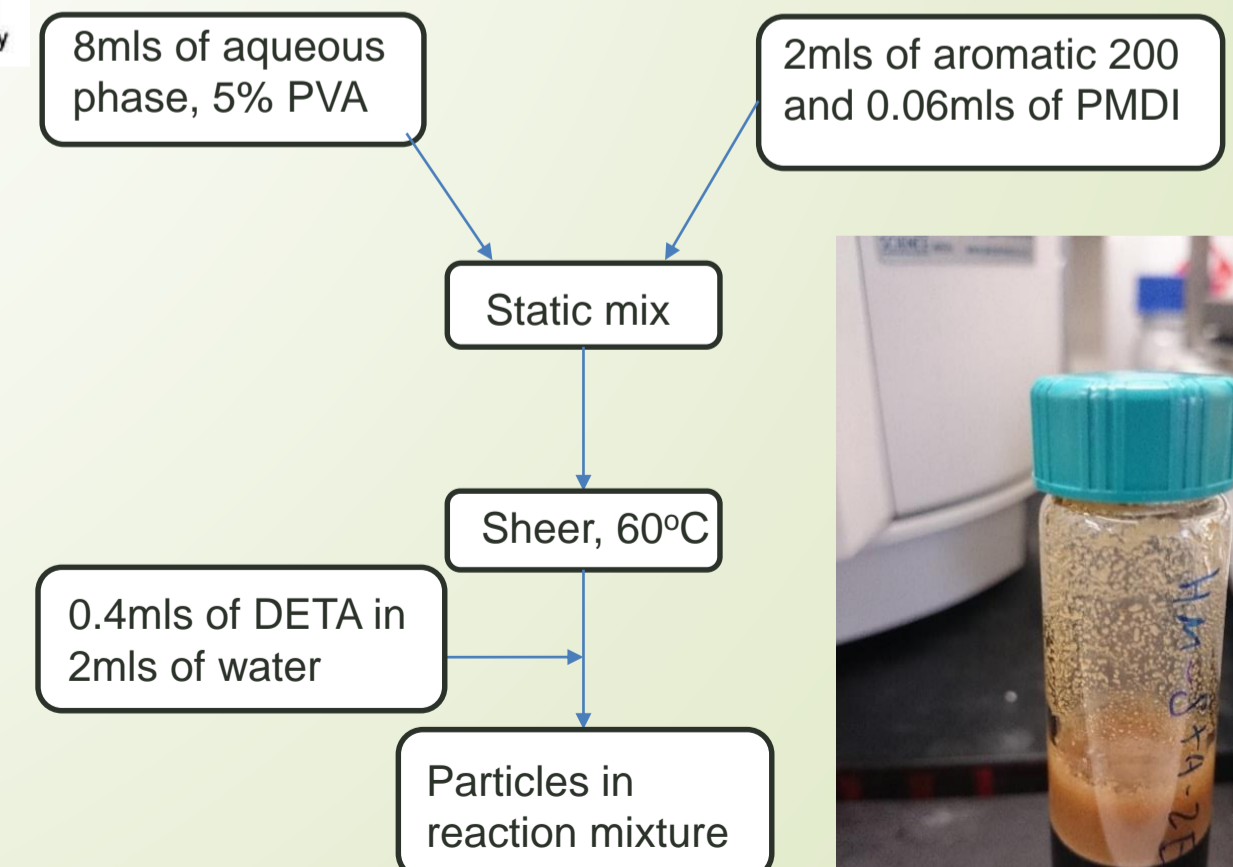 y
8mls of aqueous
phase, 5% PVA
2mls of aromatic 200
and 0.06mls of PMDI
Static mix
Sheer, 60ºC
0.4mls of DETA in
2mls of water
Particles in
reaction mixture